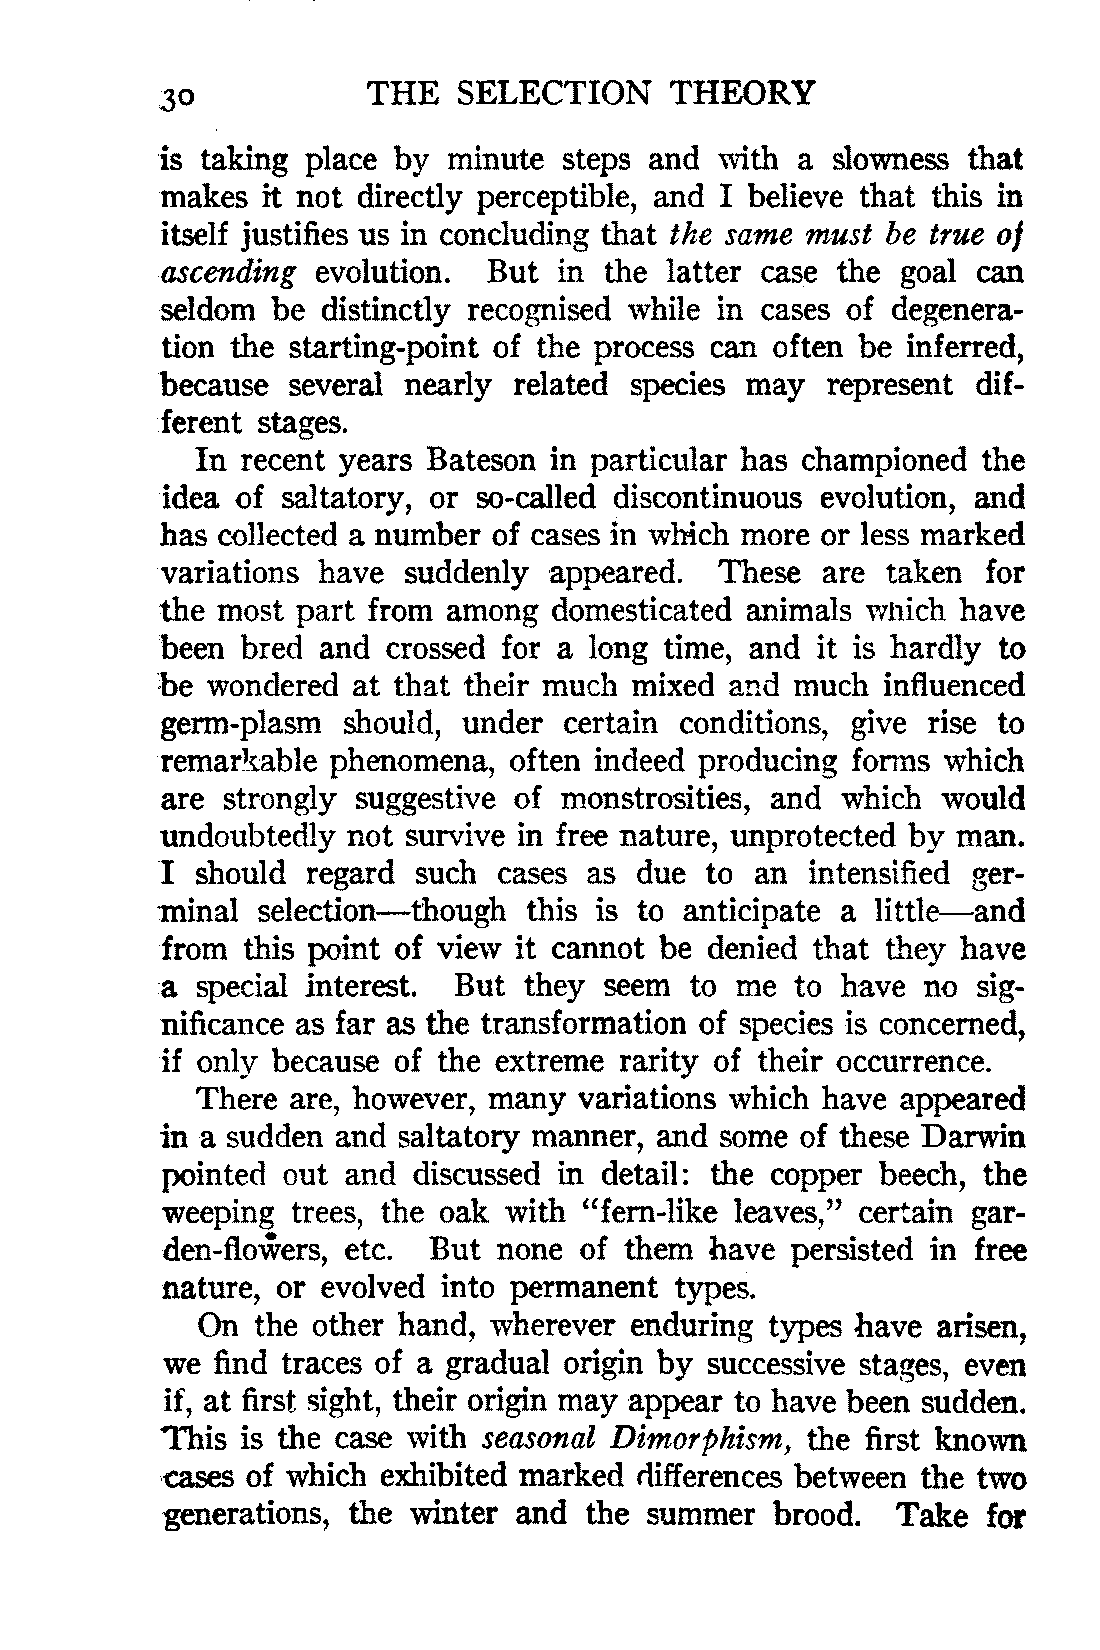 30 THE SELECTION THEORY
is taking place by minute steps and with a slowness that
makes it not directly perceptible, and I believe that this in
itself justifies us in concluding that the same must be true of
ascending evolution. But in the latter case the goal can
seldom be distinctly recognised while in cases of degenera-
tion the starting-point of the process can often be inferred,
because several nearly related species may represent dif-
ferent stages.
In recent years Bateson in particular has championed the
idea of saltatory, or so-called discontinuous evolution, and
has collected a number of cases in which more or less marked
variations have suddenly appeared. These are taken for
the most part from among domesticated animals which have
been bred and crossed for a long time, and it is hardly to
be wondered at that their much mixed and much influenced
germ-plasm should, under certain conditions, give rise to
remarkable phenomena, often indeed producing forms which
are strongly suggestive of monstrosities, and which would
undoubtedly not survive in free nature, unprotected by man.
I should regard such cases as due to an intensified ger-
minal selection—though this is to anticipate a little—and
from this point of view it cannot be denied that they have
a special interest. But they seem to me to have no sig-
nificance as far as the transformation of species is concerned,
if only because of the extreme rarity of their occurrence.
There are, however, many variations which have appeared
in a sudden and saltatory manner, and some of these Darwin
pointed out and discussed in detail: the copper beech, the
weeping trees, the oak with "fern-like leaves," certain gar-
den-flowers, etc. But none of them have persisted in free
nature, or evolved into permanent types.
On the other hand, wherever enduring types have arisen,
we find traces of a gradual origin by successive stages, even
if, at first sight, their origin may appear to have been sudden.
This is the case with seasonal Dimorphism, the first known
cases of which exhibited marked differences between the two
generations, the winter and the summer brood. Take for